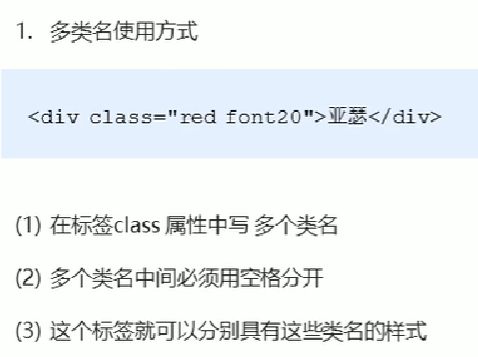 1. 多类名使用方式
<div class="red font20">亚瑟</div>
(1) 在标签class 属性中写 多个类名
(2) 多个类名中间必须用空格分开
(3) 这个标签就可以分别具有这些类名的样式